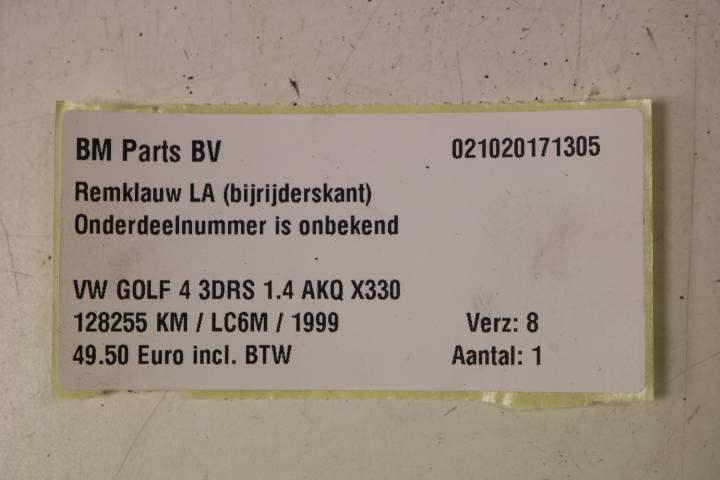 BM Parts BV 021020171305
Remklauw LA (bijrijderskant)
Onderdeelnummer is onbekend
VW GOLF 4 3DRS 1.4 AKQ X330
128255 KM / LC6M / 1999 Verz: 8
49.50 Euro incl. BTW Aantal: 1